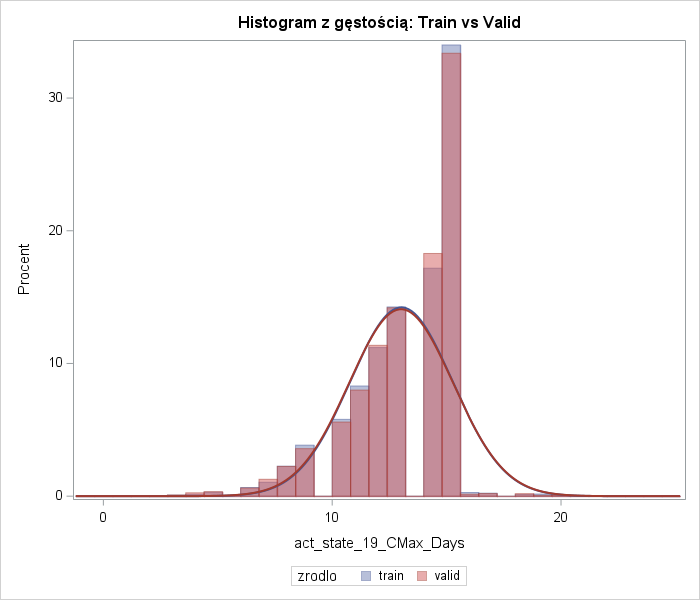 Histogram z gęstością: Train vs Valid
Procent
30
20
10
0
0 10 20
act_state_19_CMax_Days
zrodlo train valid